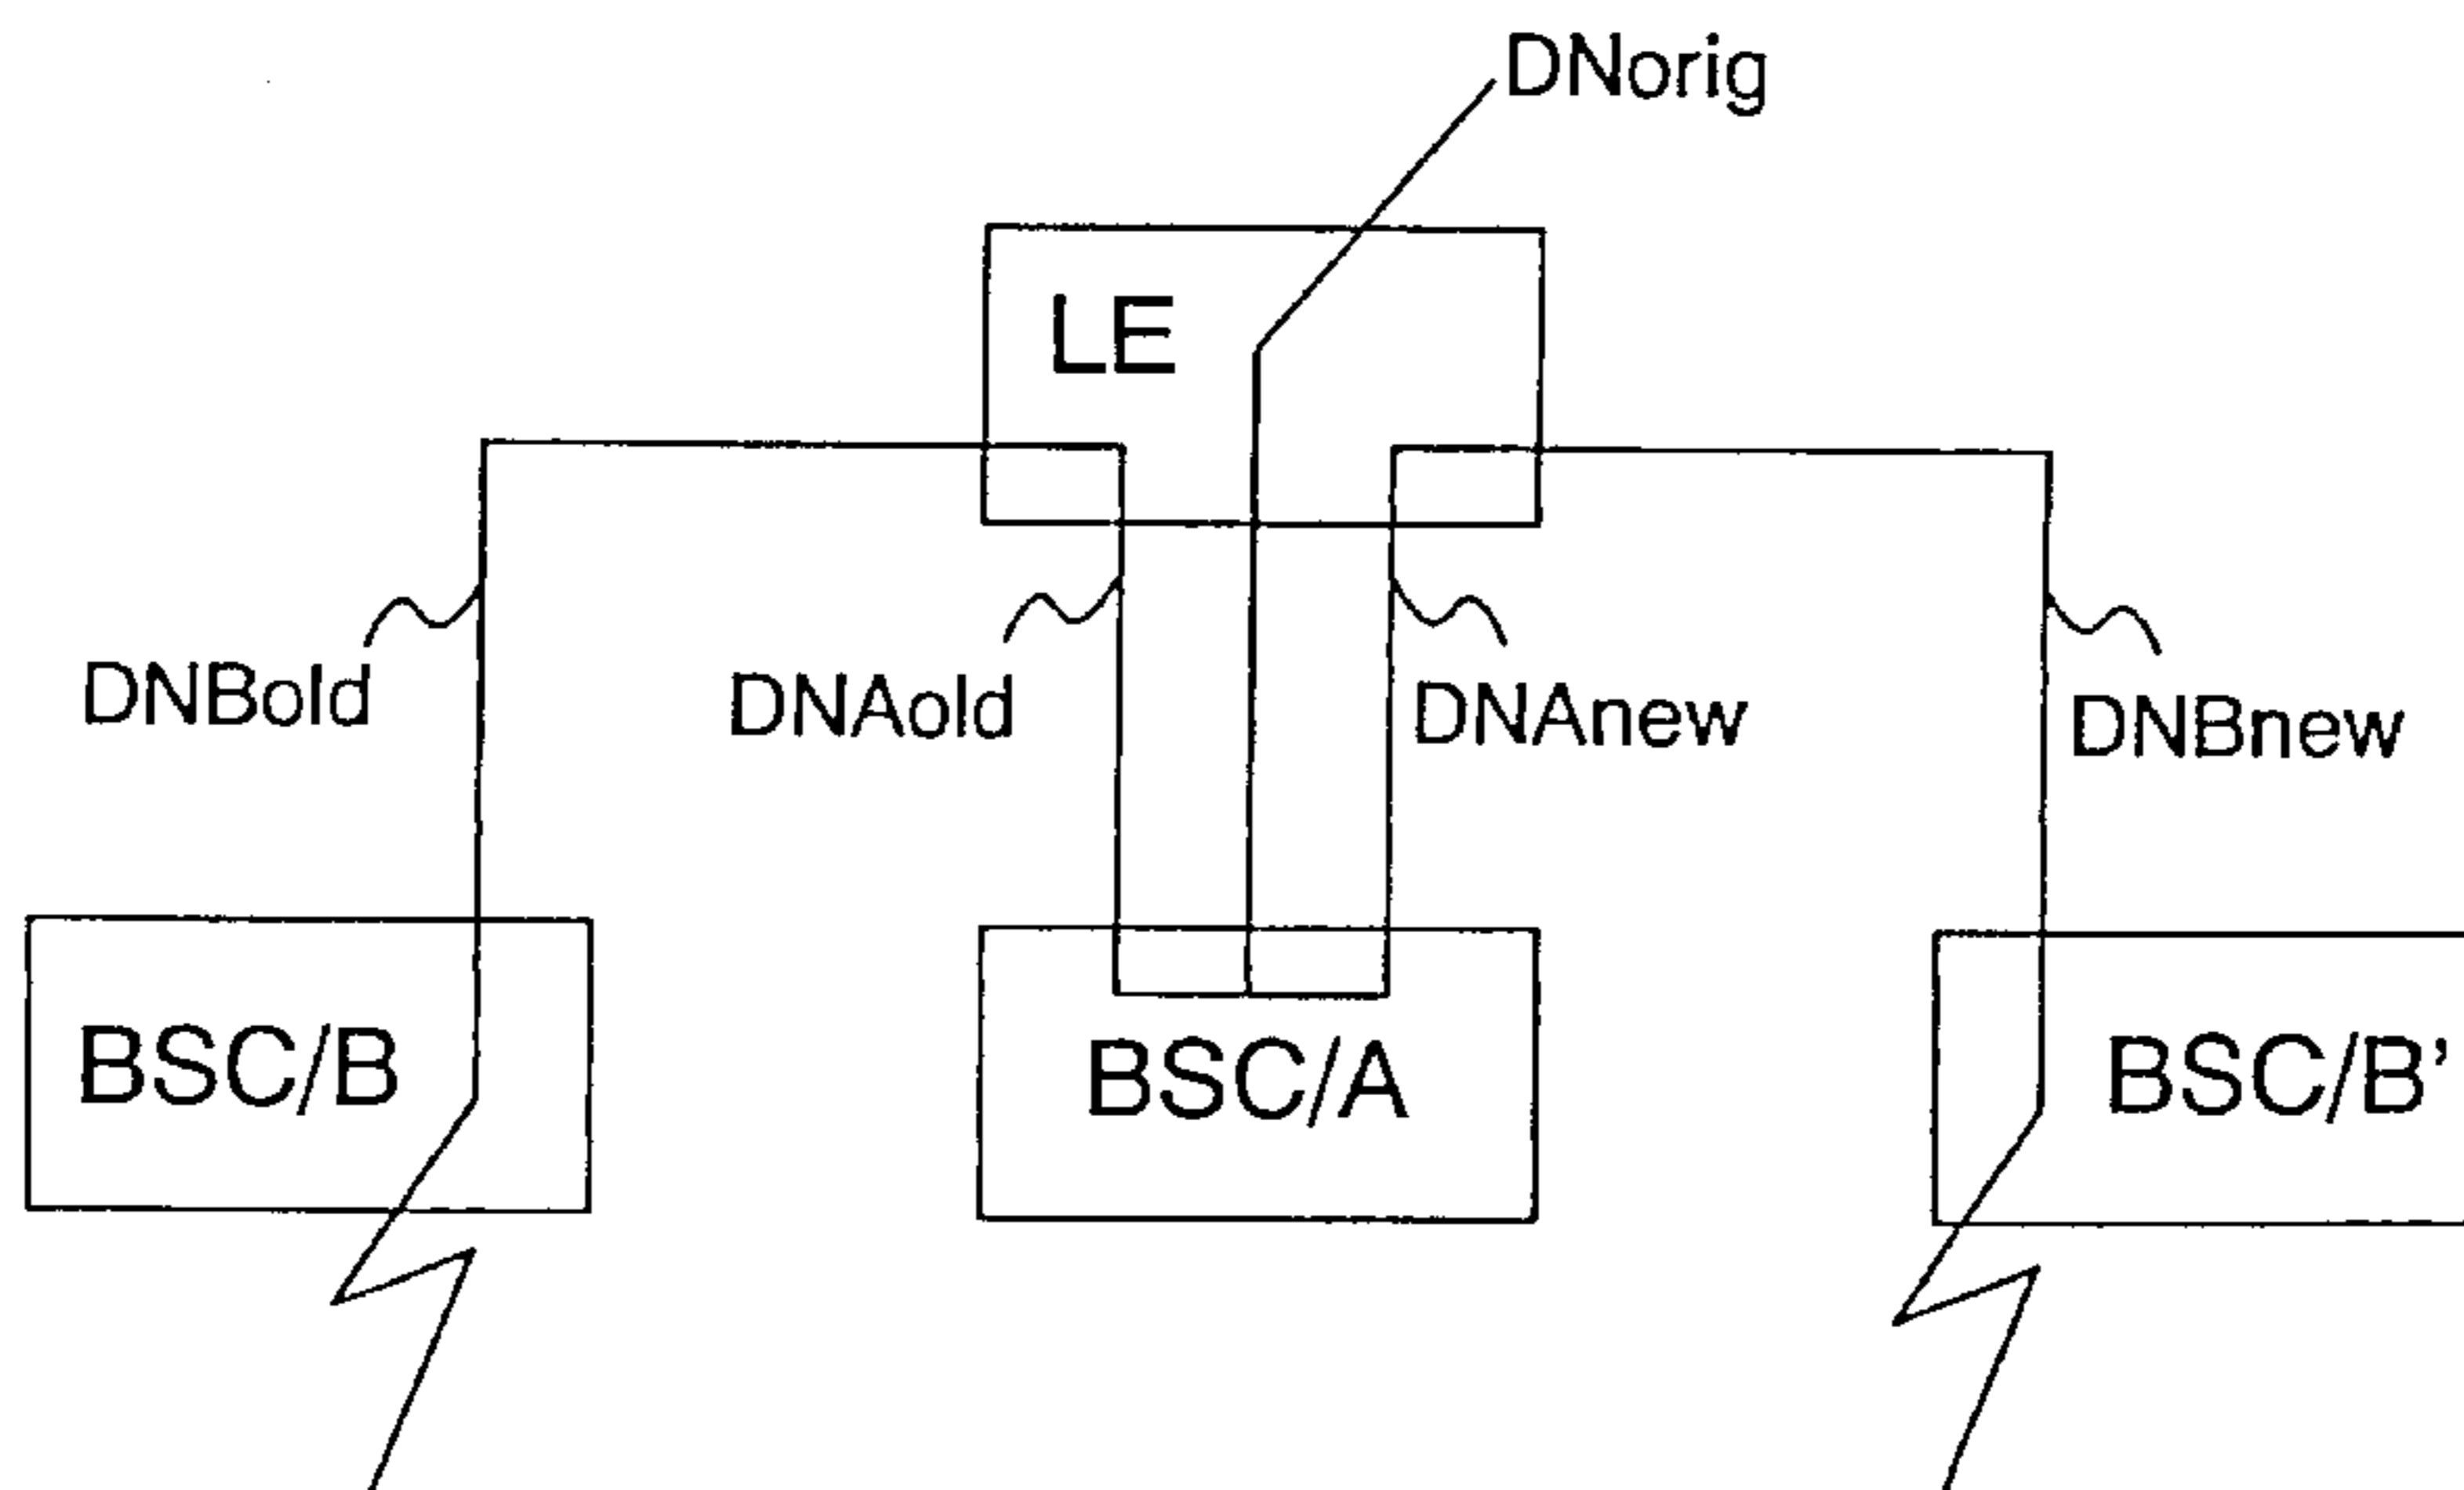 DNorig
LE
DNBold
DNAold
DNAnew
DNBnew
BSC/B
BSC/A
BSC/B'